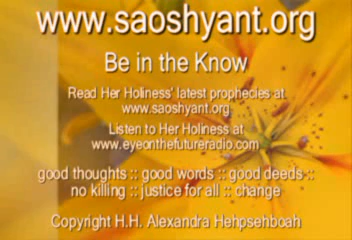 www.saoshyant.org
Be in the Know
Read Her Holiness' latest prophecies at
www.saoshyant.org
Listen to Her Holiness at
www.eyeonthefutureradio.com
good thoughts :: good words :: good deeds ::
no killing :: justice for all :: change
Copyright H.H. Alexandra Hehpsehboah